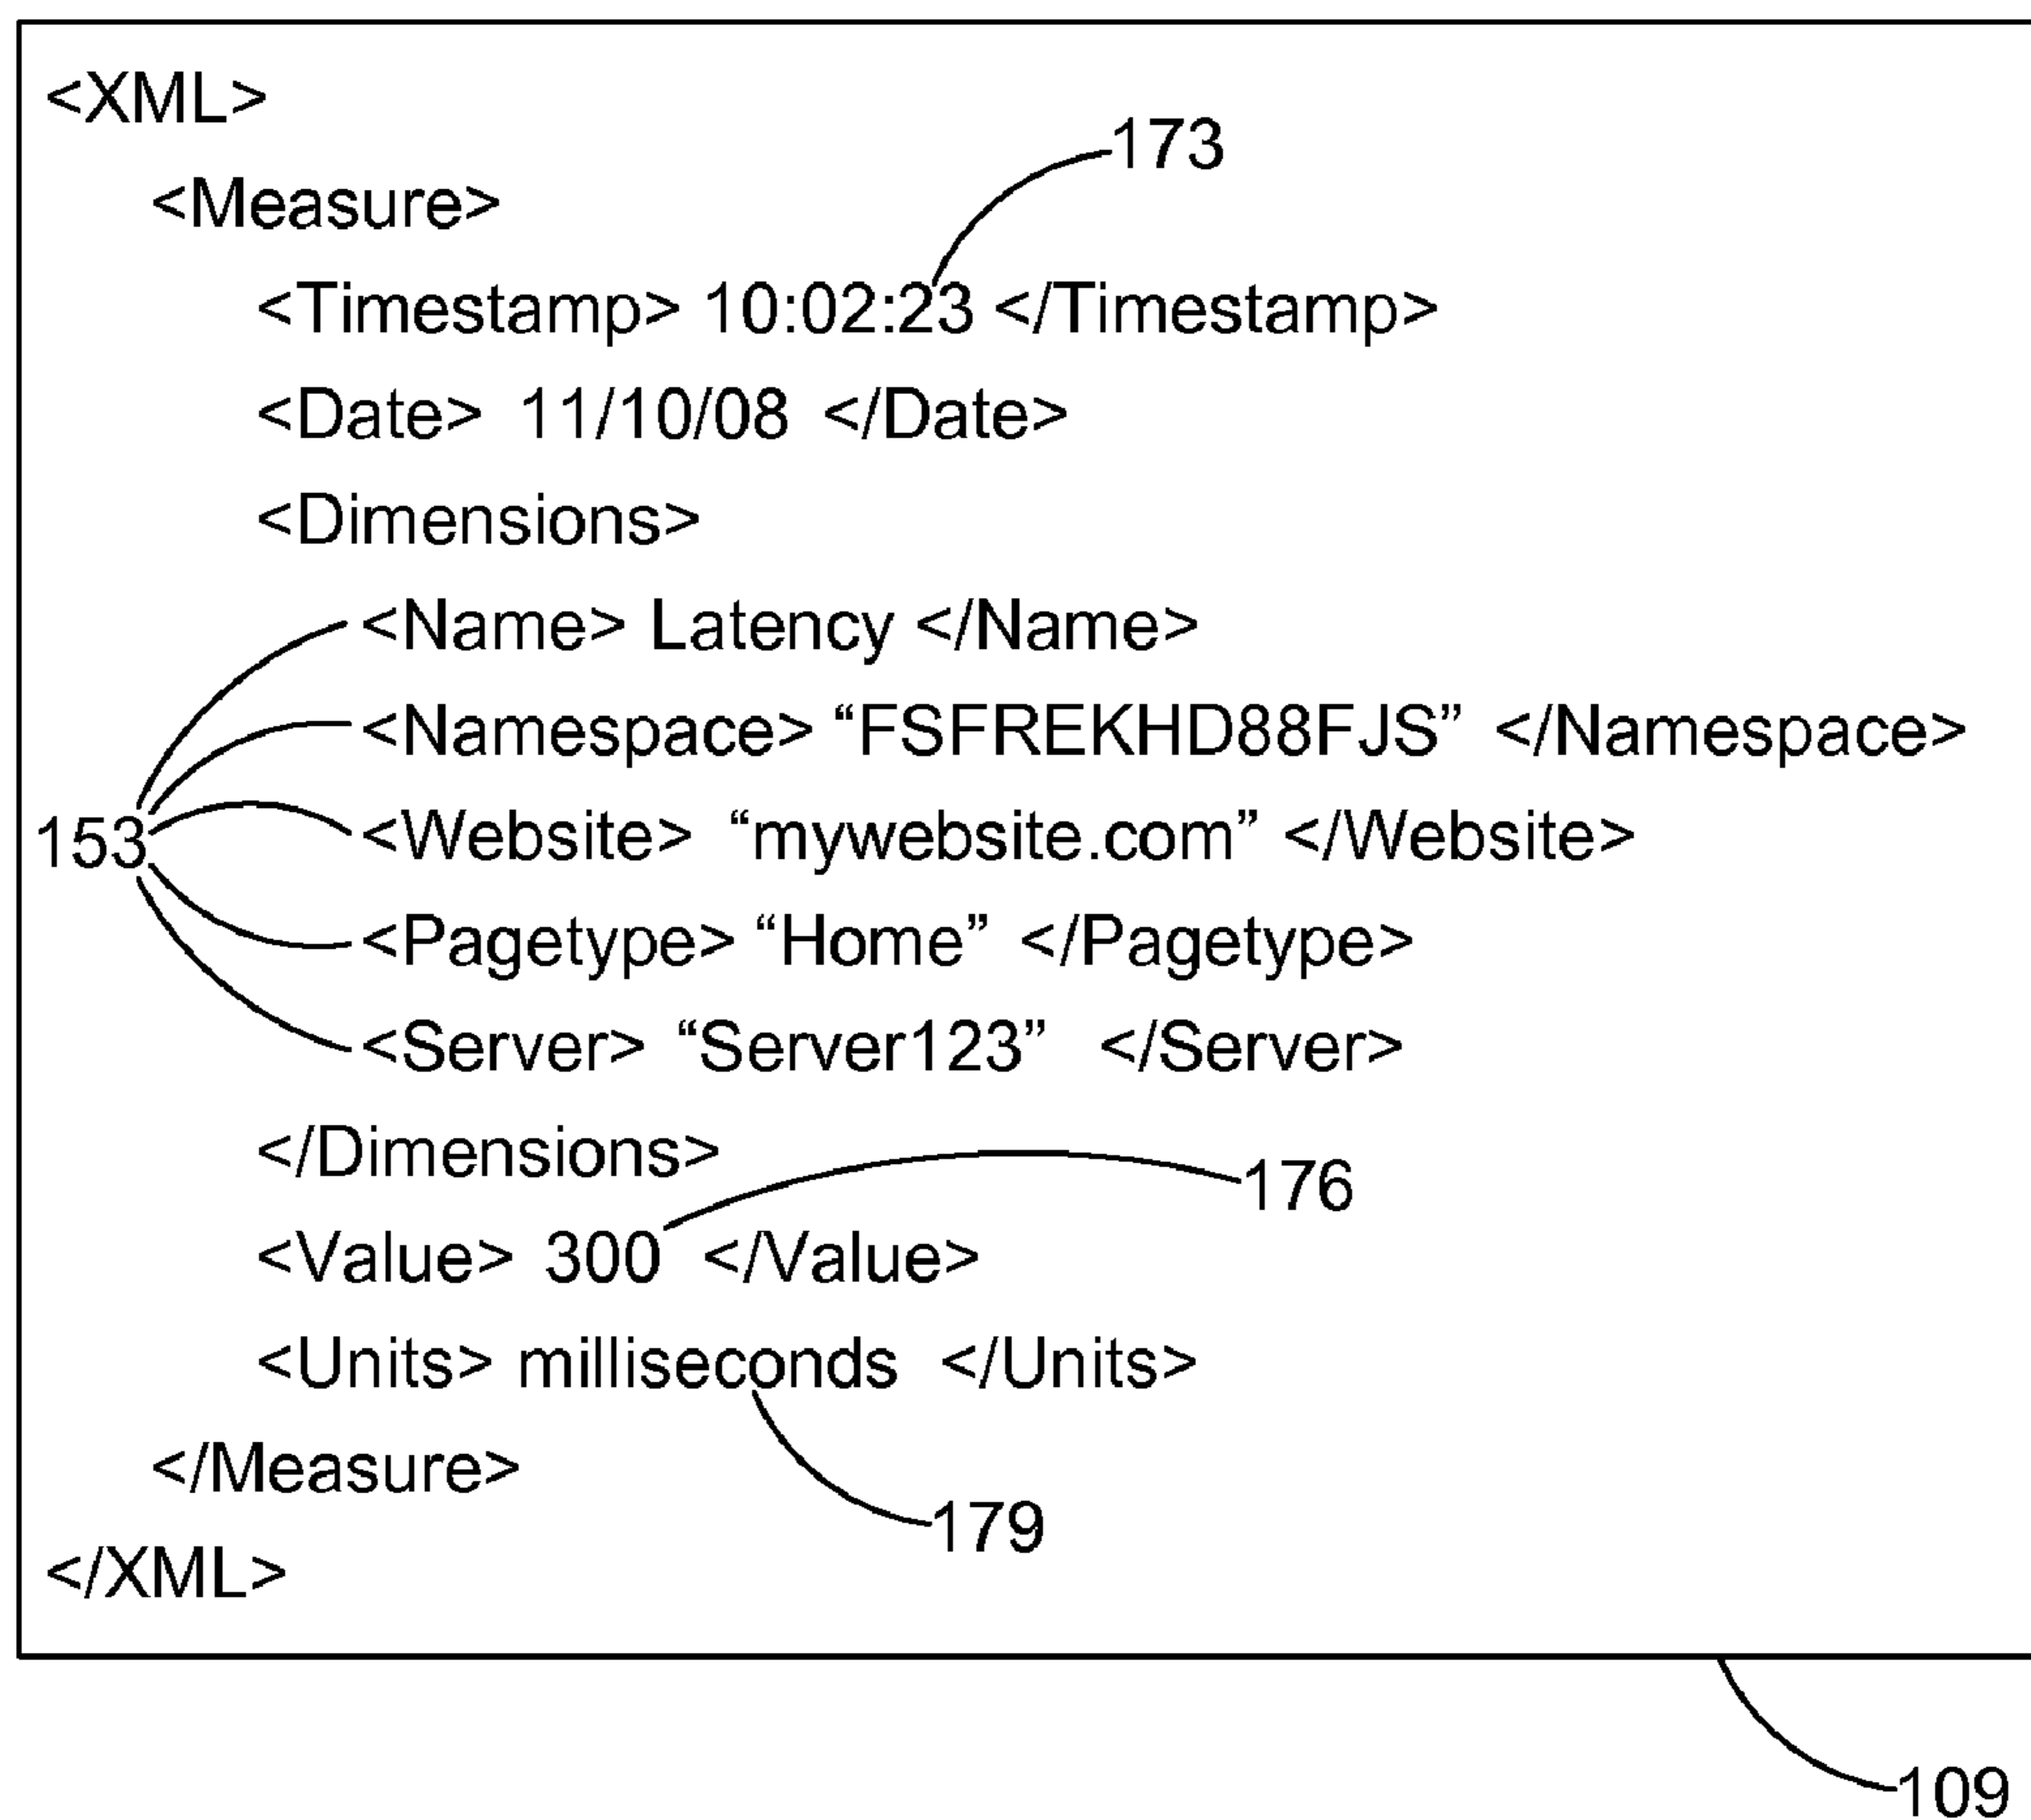 <XML>
173
<Measure>
<Timestamp> 10:02:23 </Timestamp>
<Date> 11/10/08 </Date>
<Dimensions>
<Name> Latency </Name>
<Namespace> “FSFREKHD88FJS” </Namespace>
153 <Website> “mywebsite.com” </Website>
<Pagetype> “Home” </Pagetype>
<Server> “Server123” </Server>
</Dimensions>
176
<Value> 300 </Value>
<Units> milliseconds </Units>
</Measure>
179
</XML>
109